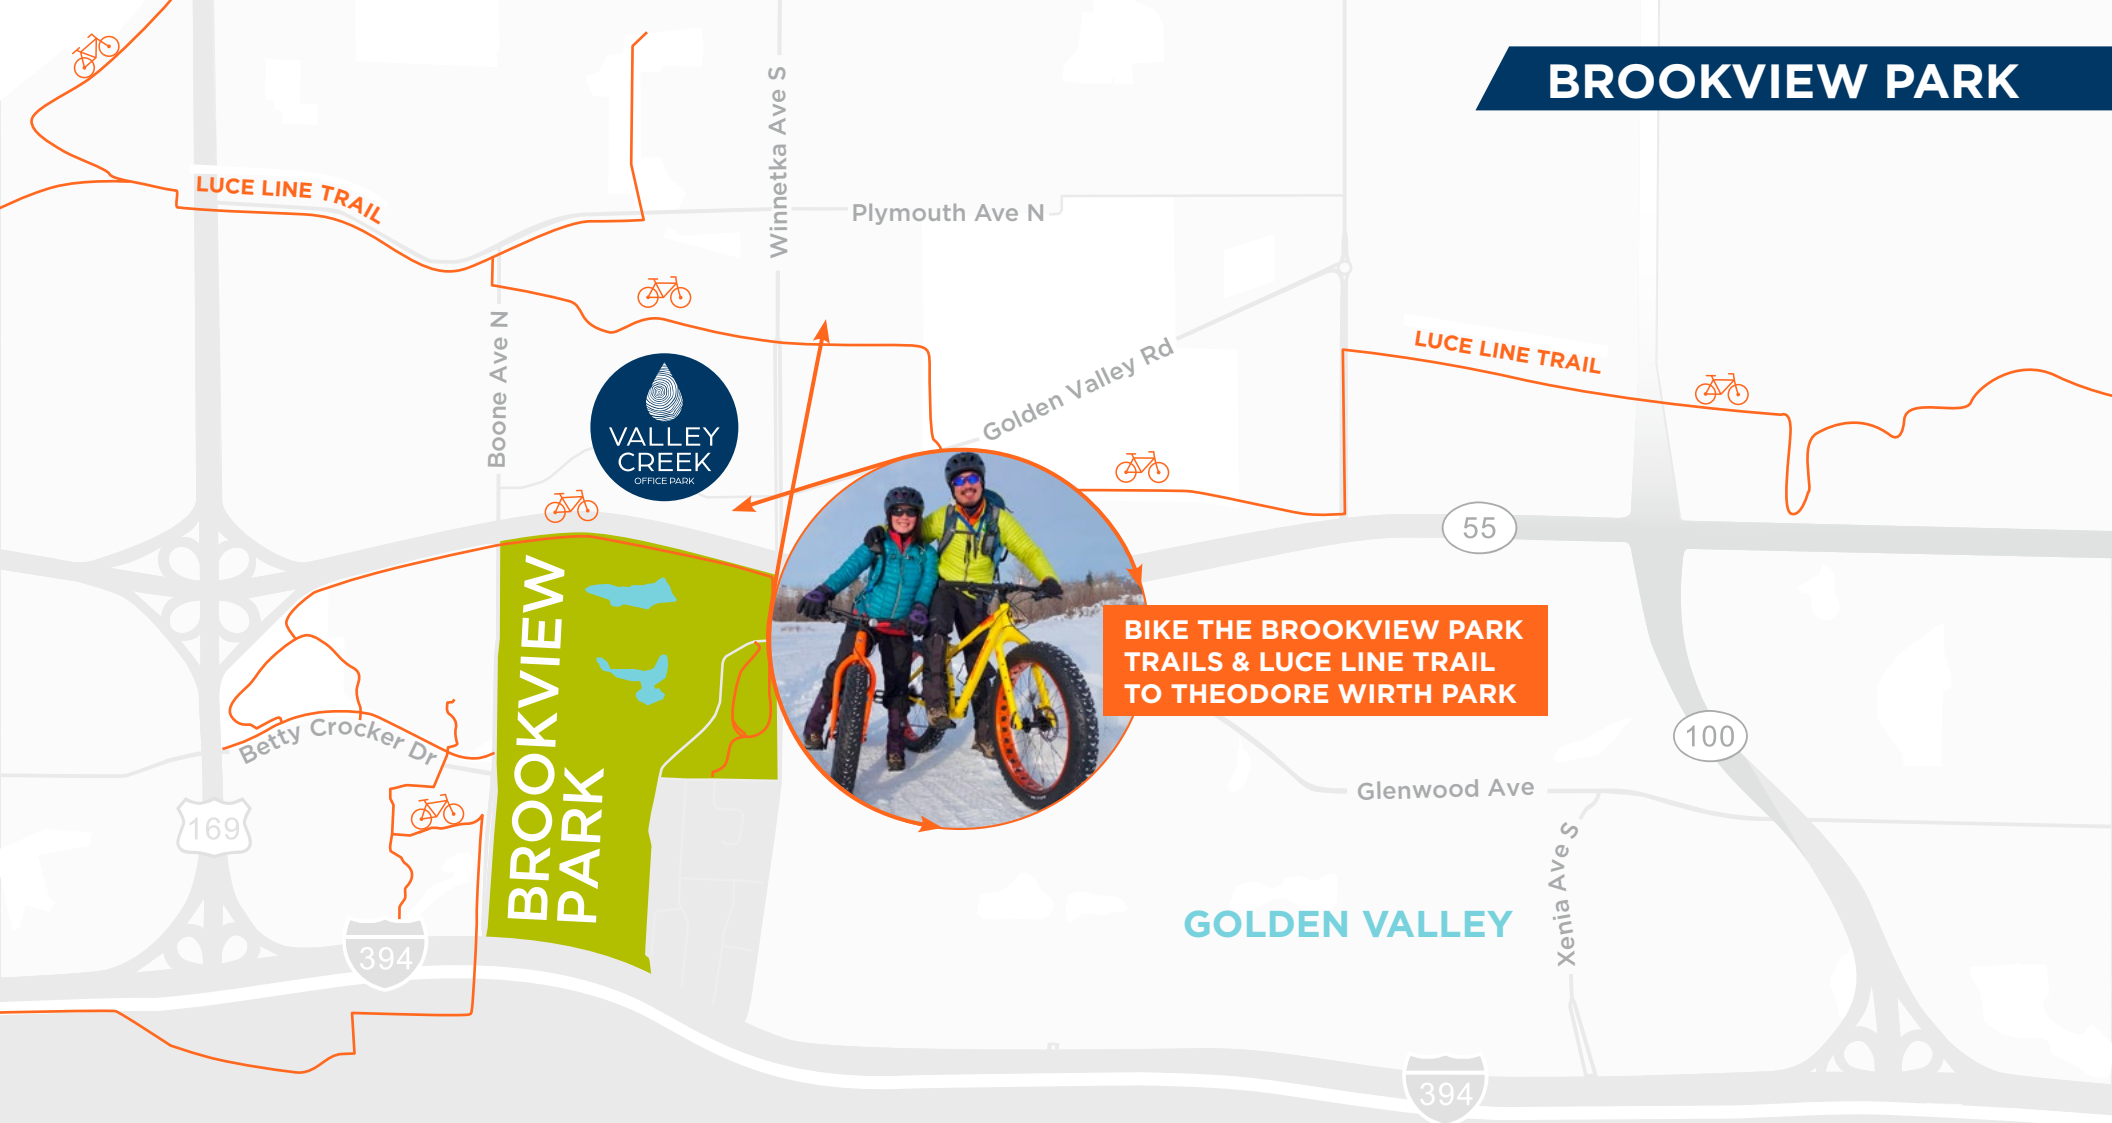 BROOKVIEW PARK
LUCE LINE TRAIL
Winnetka Ave S
Plymouth Ave N
Boone Ave N
Golden Valley Rd
LUCE LINE TRAIL
VALLEY
CREEK
OFFICE PARK
55
BROOKVIEW
PARK
BIKE THE BROOKVIEW PARK
TRAILS & LUCE LINE TRAIL
TO THEODORE WIRTH PARK
Betty Crocker Dr
100
Glenwood Ave
169
Xenia Ave S
GOLDEN VALLEY
394
394